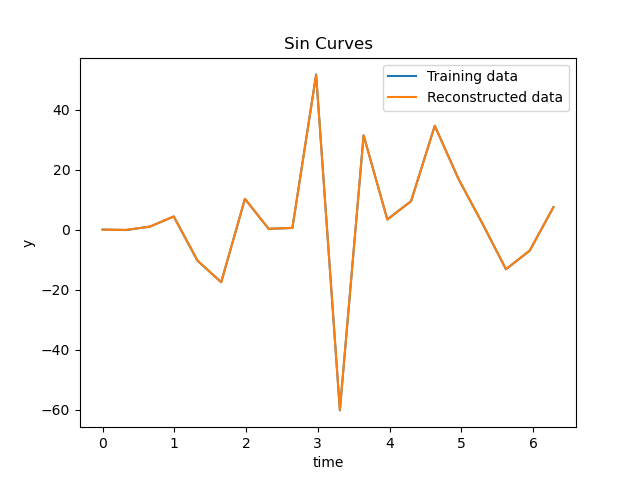 Sin Curves
Training data
Reconstructed data
40
20
0
−20
−40
−60
y
0 1 2 3 4 5 6
time